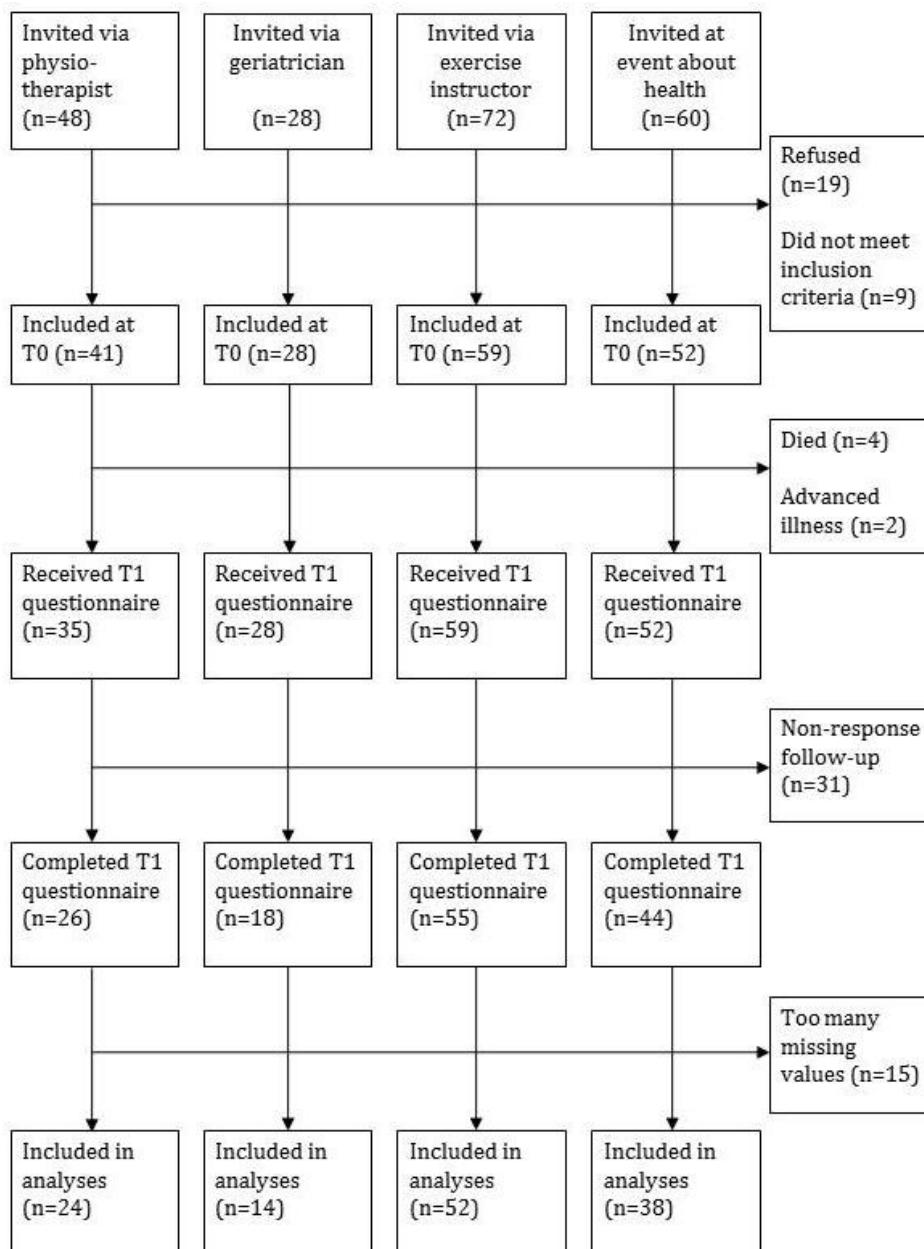 Invited via
physio-
therapist
(n=48)
Invited via
geriatrician
(n=28)
Invited via
exercise
instructor
(n=72)
Invited at
event about
health
(n=60)
Refused
(n=19)
Did not meet
inclusion
criteria (n=9)
Included at
T0 (n=41)
Included at
T0 (n=28)
Included at
T0 (n=59)
Included at
T0 (n=52)
Died (n=4)
Advanced
illness (n=2)
Received T1
questionnaire
(n=35)
Received T1
questionnaire
(n=28)
Received T1
questionnaire
(n=59)
Received T1
questionnaire
(n=52)
Non-response
follow-up
(n=31)
Completed T1
questionnaire
(n=26)
Completed T1
questionnaire
(n=18)
Completed T1
questionnaire
(n=55)
Completed T1
questionnaire
(n=44)
Too many
missing
values (n=15)
Included in
analyses
(n=24)
Included in
analyses
(n=14)
Included in
analyses
(n=52)
Included in
analyses
(n=38)